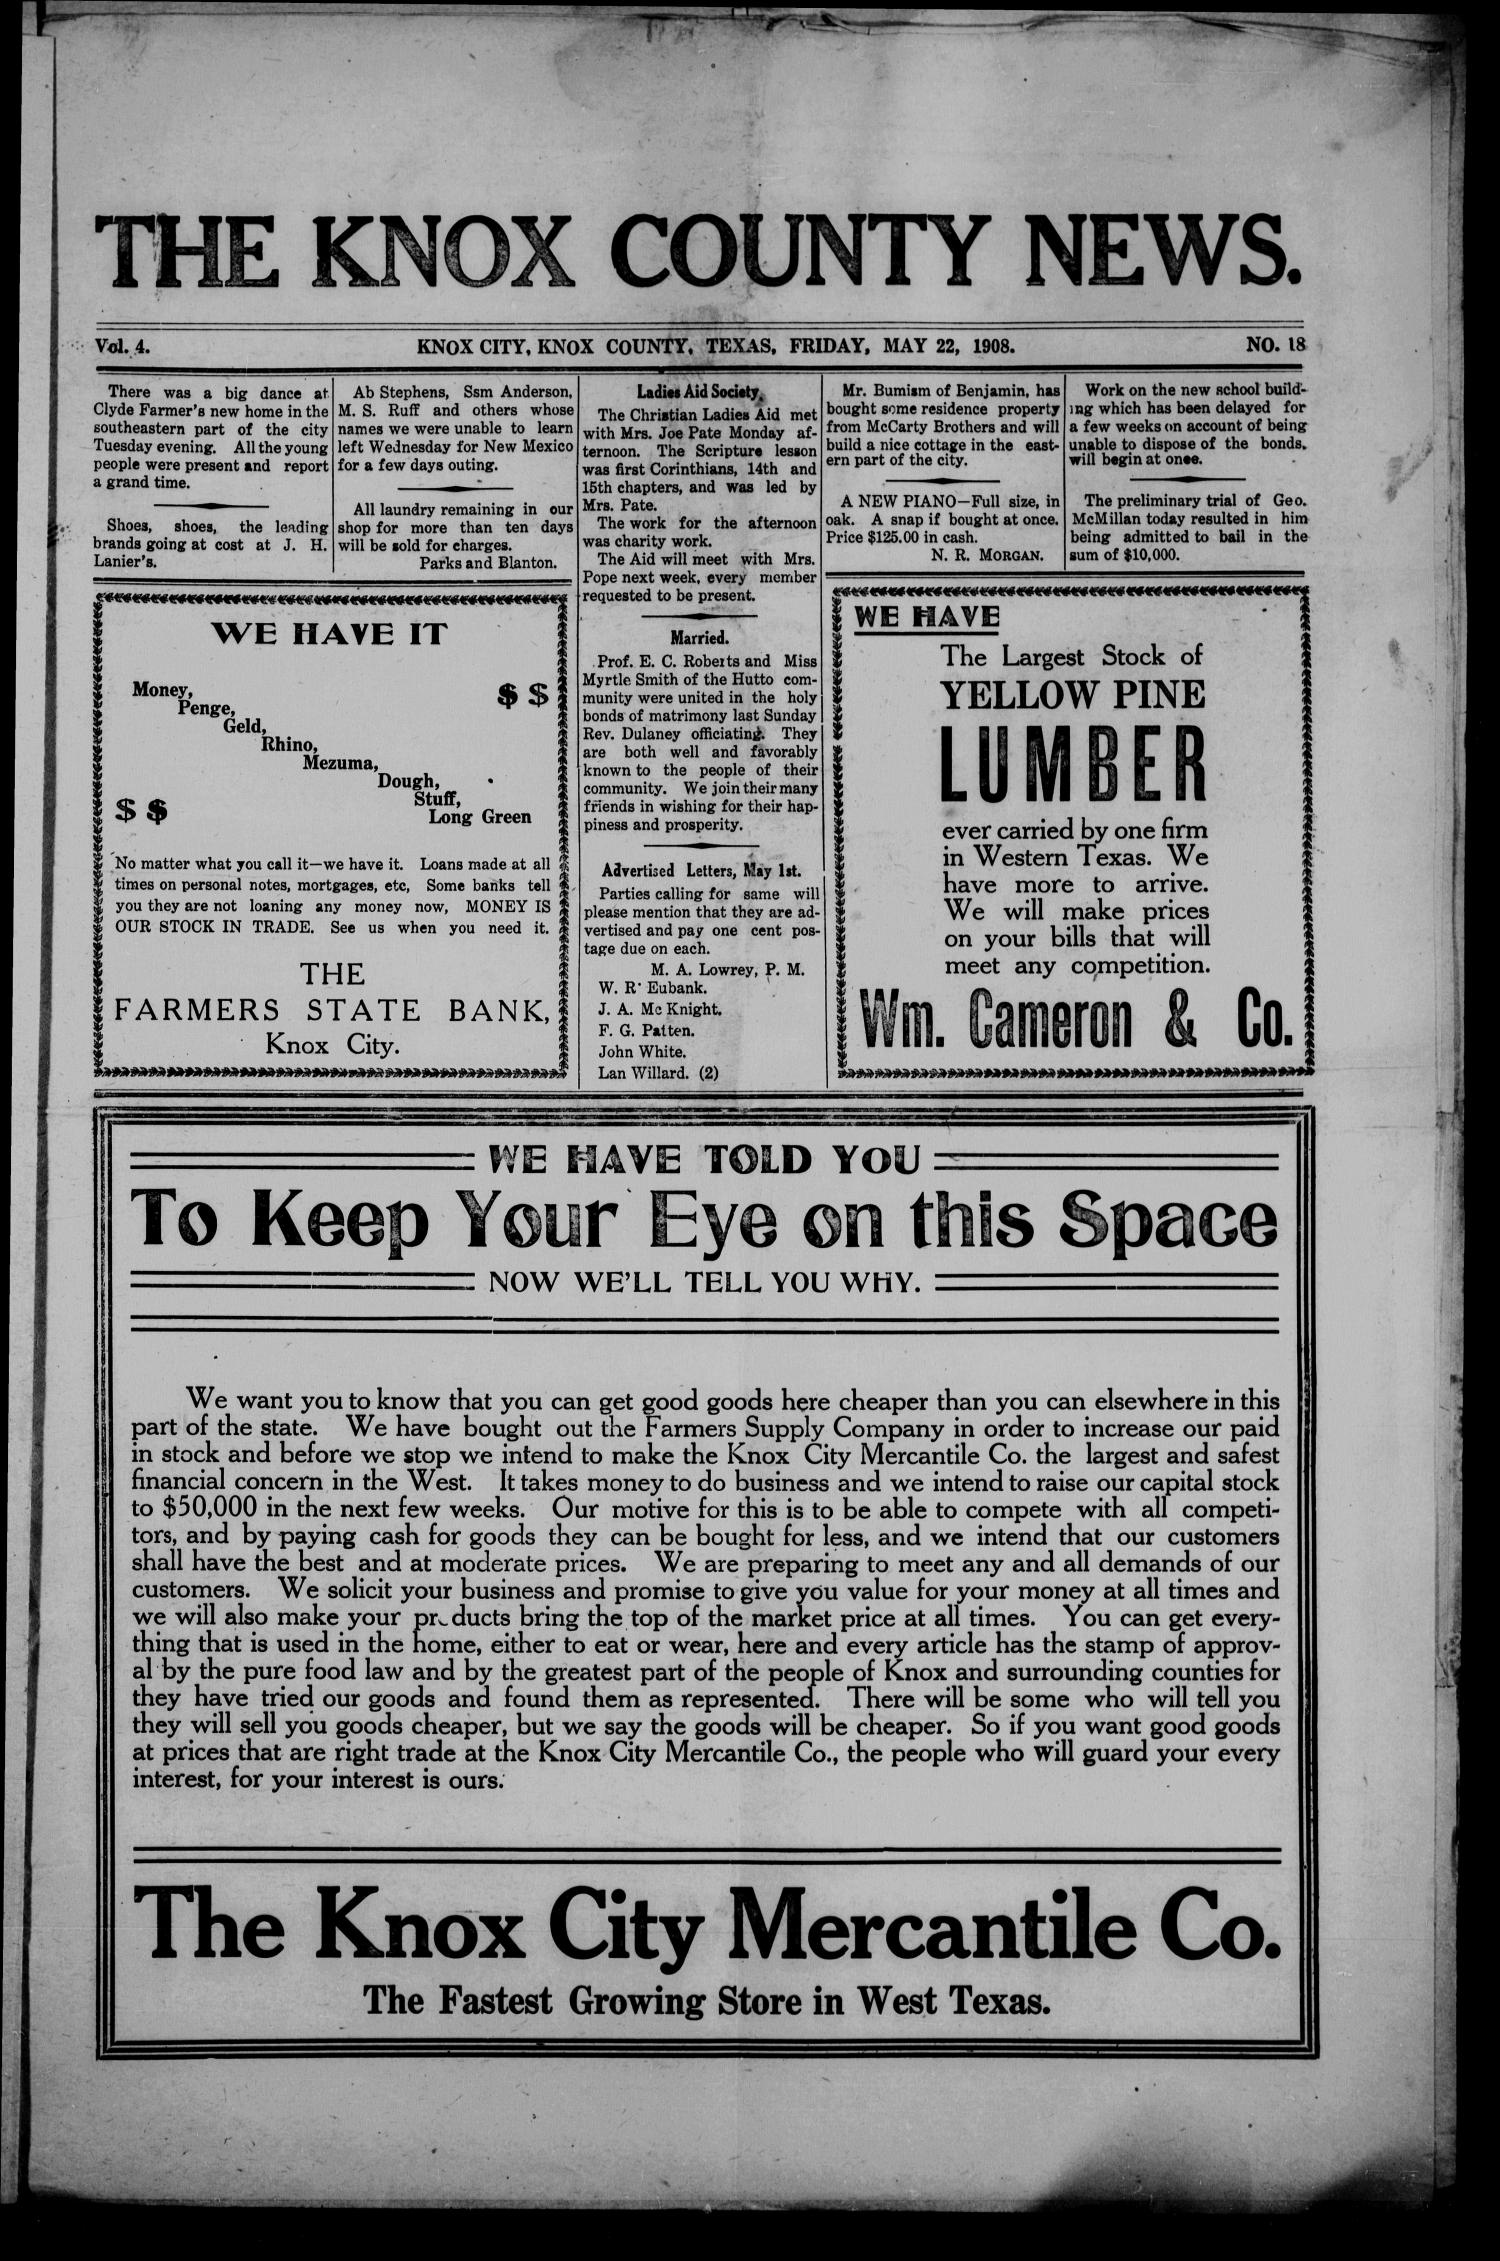 THE KNOX COUNTY NEWS.
Vol. 4.
KNOX CITY, KNOX COUNTY, TEXAS, FRIDAY, MAY 22, 1908.
NO. 18
There was a big dance at
Clyde Farmer's new home in the
southeastern part of the city
Tuesday evening. All the young
people were present and report
a grand time.
Shoes, shoes, the leading
brands going at cost at J. H.
Lanier's.
Ab Stephens, Ssm Anderson,
M. S. Ruff and others whose
names we were unable to learn
left Wednesday for New Mexico
for a few days outing.
All laundry remaining in our
shop for more than ten days
will be sold for charges.
Parks and Blanton.
WE HAVE IT
Money,
$ $
Penge,
Geld,
Rhino,
Mezuma,
Dough,
Stuff,
$ $
Long Green
No matter what you call it—we have it. Loans made at all
times on personal notes, mortgages, etc, Some banks tell
you they are not loaning any money now, MONEY IS
OUR STOCK IN TRADE. See us when you need it.
THE
FARMERS STATE BANK,
Knox City.
Ladies Aid Society.
The Christian Ladies Aid met
with Mrs. Joe Pate Monday af-
ternoon. The Scripture lesson
was first Corinthians, 14th and
15th chapters, and was led by
Mrs. Pate.
The work for the afternoon
was charity work.
The Aid will meet with Mrs.
Pope next week, every member
requested to be present.
Married.
Prof. E. C. Roberts and Miss
Myrtle Smith of the Hutto com-
munity were united in the holy
bonds of matrimony last Sunday
Rev. Dulaney officiating. They
are both well and favorably
known to the people of their
community. We join their many
friends in wishing for their hap-
piness and prosperity.
Advertised Letters, May 1st.
Parties calling for same will
please mention that they are ad-
vertised and pay one cent pos-
tage due on each.
M. A. Lowrey, P. M.
W. R' Eubank.
J. A. Mc Knight.
F. G. Patten.
John White.
Lan Willard. (2)
Mr. Bumism of Benjamin, has
bought some residence property
from McCarty Brothers and will
build a nice cottage in the east-
ern part of the city.
A NEW PIANO—Full size, in
oak. A snap if bought at once.
Price $125.00 in cash.
N. R. MORGAN.
Work on the new school build-
ing which has been delayed for
a few weeks on account of being
unable to dispose of the bonds,
will begin at once.
The preliminary trial of Geo.
McMillan today resulted in him
being admitted to bail in the
sum of $10,000.
WE HAVE
The Largest Stock of
YELLOW PINE
LUMBER
ever carried by one firm
in Western Texas. We
have more to arrive.
We will make prices
on your bills that will
meet any competition.
Wm. Cameron & Co.
WE HAVE TOLD YOU
To Keep Your Eye on this Space
NOW WE'LL TELL YOU WHY.
We want you to know that you can get good goods here cheaper than you can elsewhere in this
part of the state. We have bought out the Farmers Supply Company in order to increase our paid
in stock and before we stop we intend to make the Knox City Mercantile Co. the largest and safest
financial concern in the West. It takes money to do business and we intend to raise our capital stock
to $50,000 in the next few weeks. Our motive for this is to be able to compete with all competi-
tors, and by paying cash for goods they can be bought for less, and we intend that our customers
shall have the best and at moderate prices. We are preparing to meet any and all demands of our
customers. We solicit your business and promise to give you value for your money at all times and
we will also make your products bring the top of the market price at all times. You can get every-
thing that is used in the home, either to eat or wear, here and every article has the stamp of approv-
al by the pure food law and by the greatest part of the people of Knox and surrounding counties for
they have tried our goods and found them as represented. There will be some who will tell you
they will sell you goods cheaper, but we say the goods will be cheaper. So if you want good goods
at prices that are right trade at the Knox City Mercantile Co., the people who will guard your every
interest, for your interest is ours.
The Knox City Mercantile Co.
The Fastest Growing Store in West Texas.